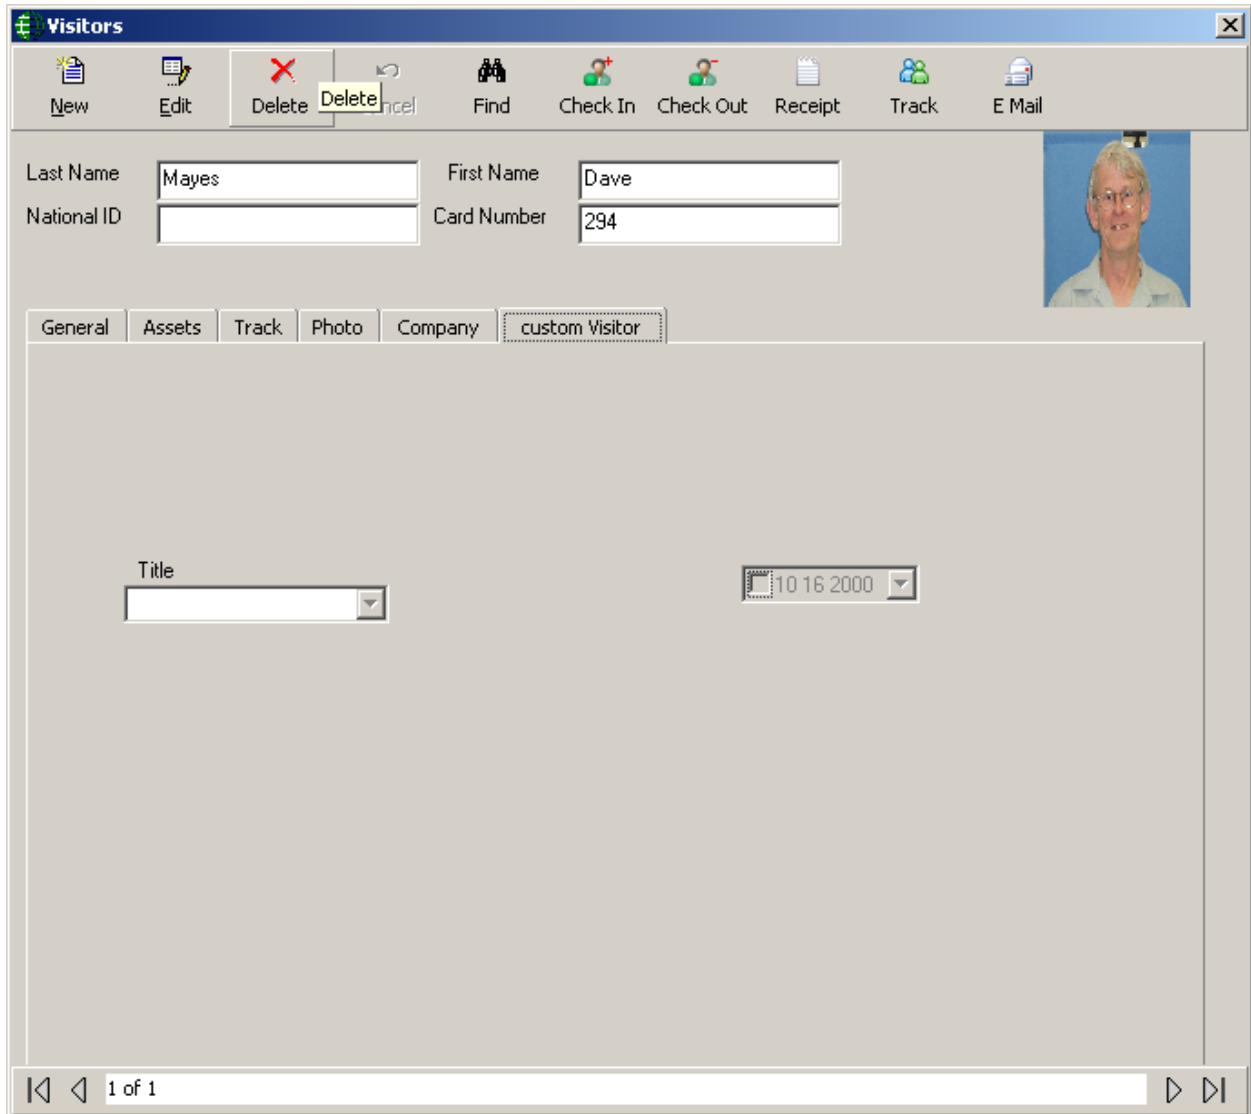 Visitors
New Edit Delete Delete ncel Find Check In Check Out Receipt Track E Mail
Last Name Mayes First Name Dave
National ID Card Number 294
General Assets Track Photo Company custom Visitor
Title
10 16 2000
1 of 1